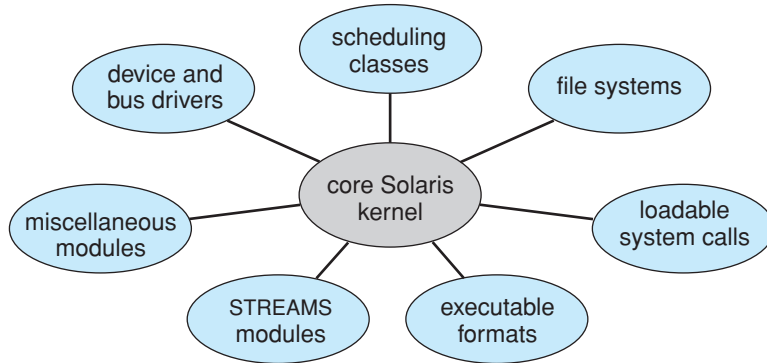 scheduling
classes
device and
bus drivers
file systems
core Solaris
kernel
miscellaneous
modules
loadable
system calls
STREAMS
modules
executable
formats